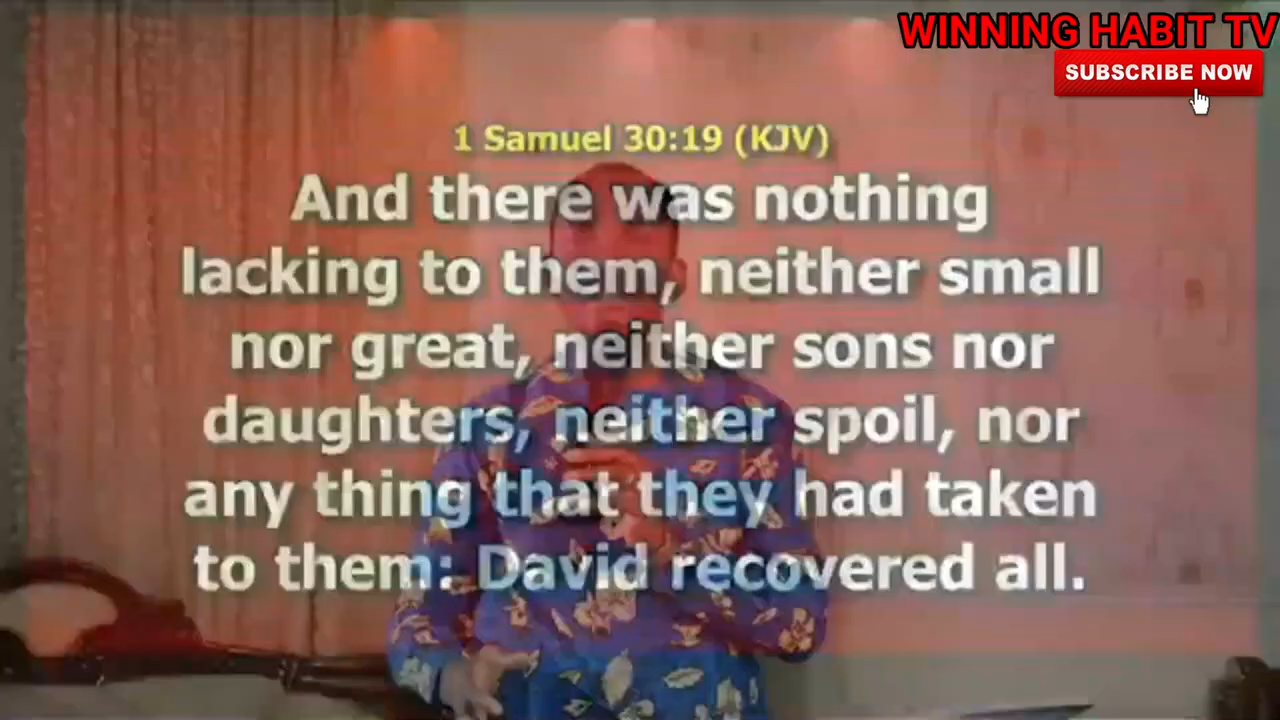 WINNING HABIT TV
SUBSCRIBE NOW
1 Samuel 30:19 (KJV)
And there was nothing
lacking to them, neither small
nor great, neither sons nor
daughters, neither spoil, nor
any thing that they had taken
to them: David recovered all.